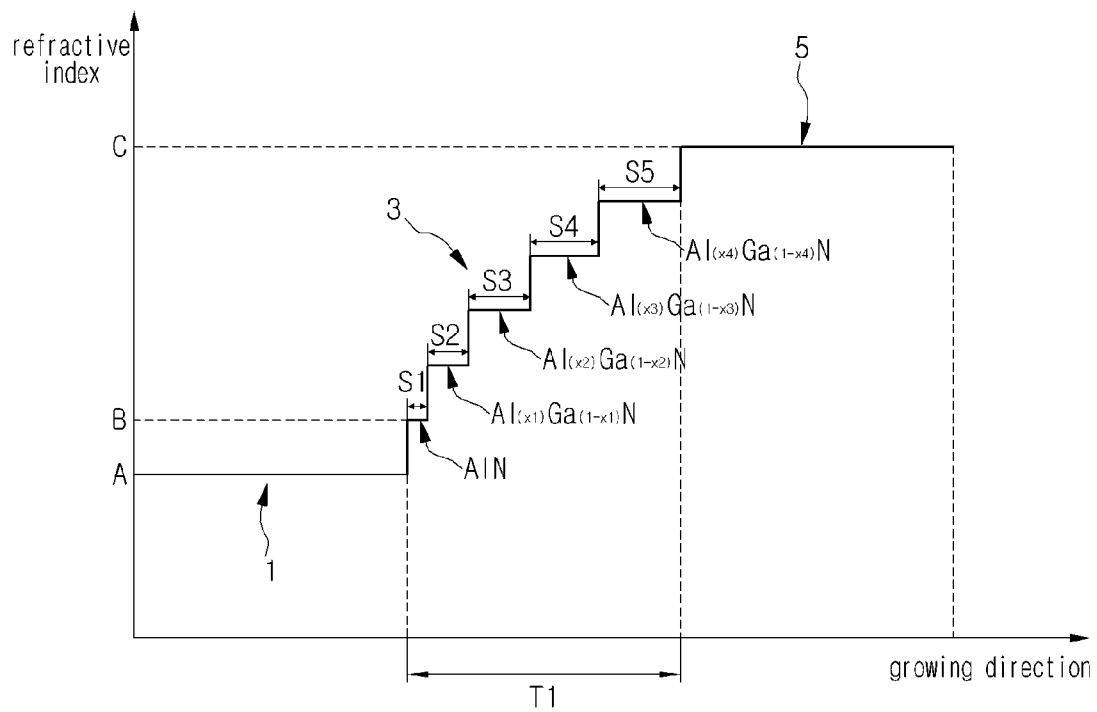 refractive
index
5
C
S5
3
S4
Al(x4)Ga(1-x4)N
S3
Al(x3)Ga(1-x3)N
S2
Al(x2)Ga(1-x2)N
S1
Al(x1)Ga(1-x1)N
B
AlN
A
1
growing direction
T1